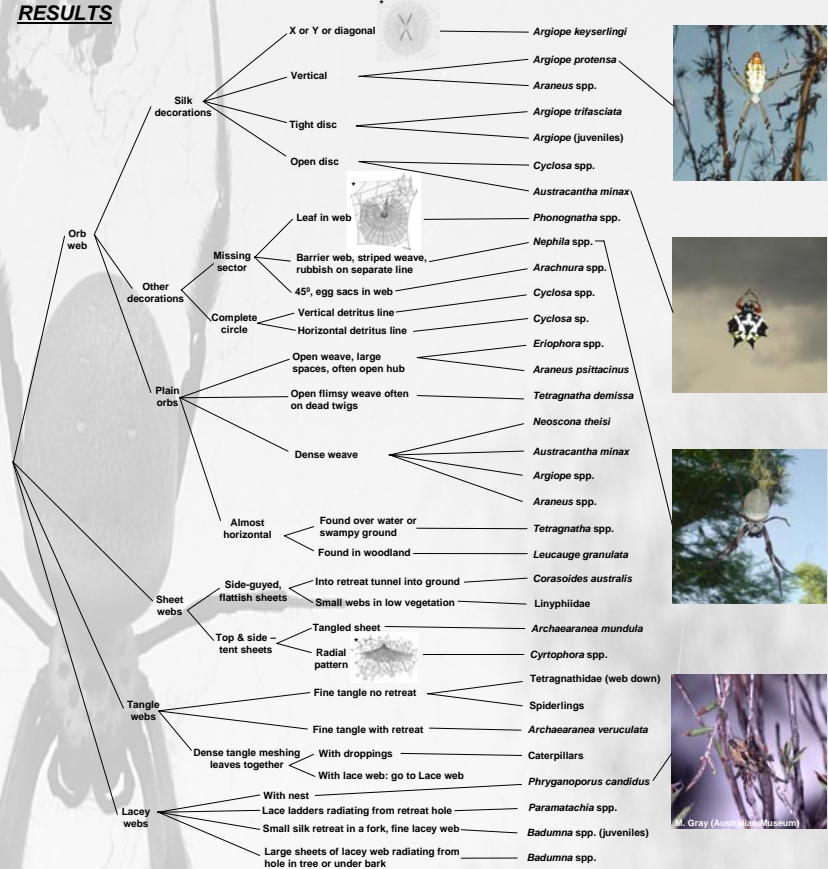 RESULTS
*
X or Y or diagonal
Argiope keyserlingi
Vertical
Argiope protensa
Araneus spp.
Silk
decorations
Tight disc
Argiope trifasciata
Argiope (juveniles)
Open disc
Cyclosa spp.
Austracantha minax
Orb
web
*
Leaf in web
Phonognatha spp.
Missing
sector
Barrier web, striped weave,
rubbish on separate line
Nephila spp.
45⁰, egg sacs in web
Arachnura spp.
Other
decorations
Complete
circle
Vertical detritus line
Cyclosa spp.
Horizontal detritus line
Cyclosa sp.
Plain
orbs
Open weave, large
spaces, often open hub
Eriophora spp.
Araneus psittacinus
Open flimsy weave often
on dead twigs
Tetragnatha demissa
Dense weave
Neoscona theisi
Austracantha minax
Argiope spp.
Araneus spp.
Almost
horizontal
Found over water or
swampy ground
Tetragnatha spp.
Found in woodland
Leucauge granulata
Sheet
webs
Side-guyed,
flattish sheets
Into retreat tunnel into ground
Corasoides australis
Small webs in low vegetation
Linyphiidae
Top & side –
tent sheets
Tangled sheet
Archaearanea mundula
*
Radial
pattern
Cyrtophora spp.
Tangle
webs
Fine tangle no retreat
Tetragnathidae (web down)
Spiderlings
Fine tangle with retreat
Archaearanea veruculata
Dense tangle meshing
leaves together
With droppings
Caterpillars
With lace web: go to Lace web
Lacey
webs
With nest
Phryganoporus candidus
Lace ladders radiating from retreat hole
Paramatachia spp.
Small silk retreat in a fork, fine lacey web
Badumna spp. (juveniles)
Large sheets of lacey web radiating from
hole in tree or under bark
Badumna spp.
M. Gray (Australian Museum)